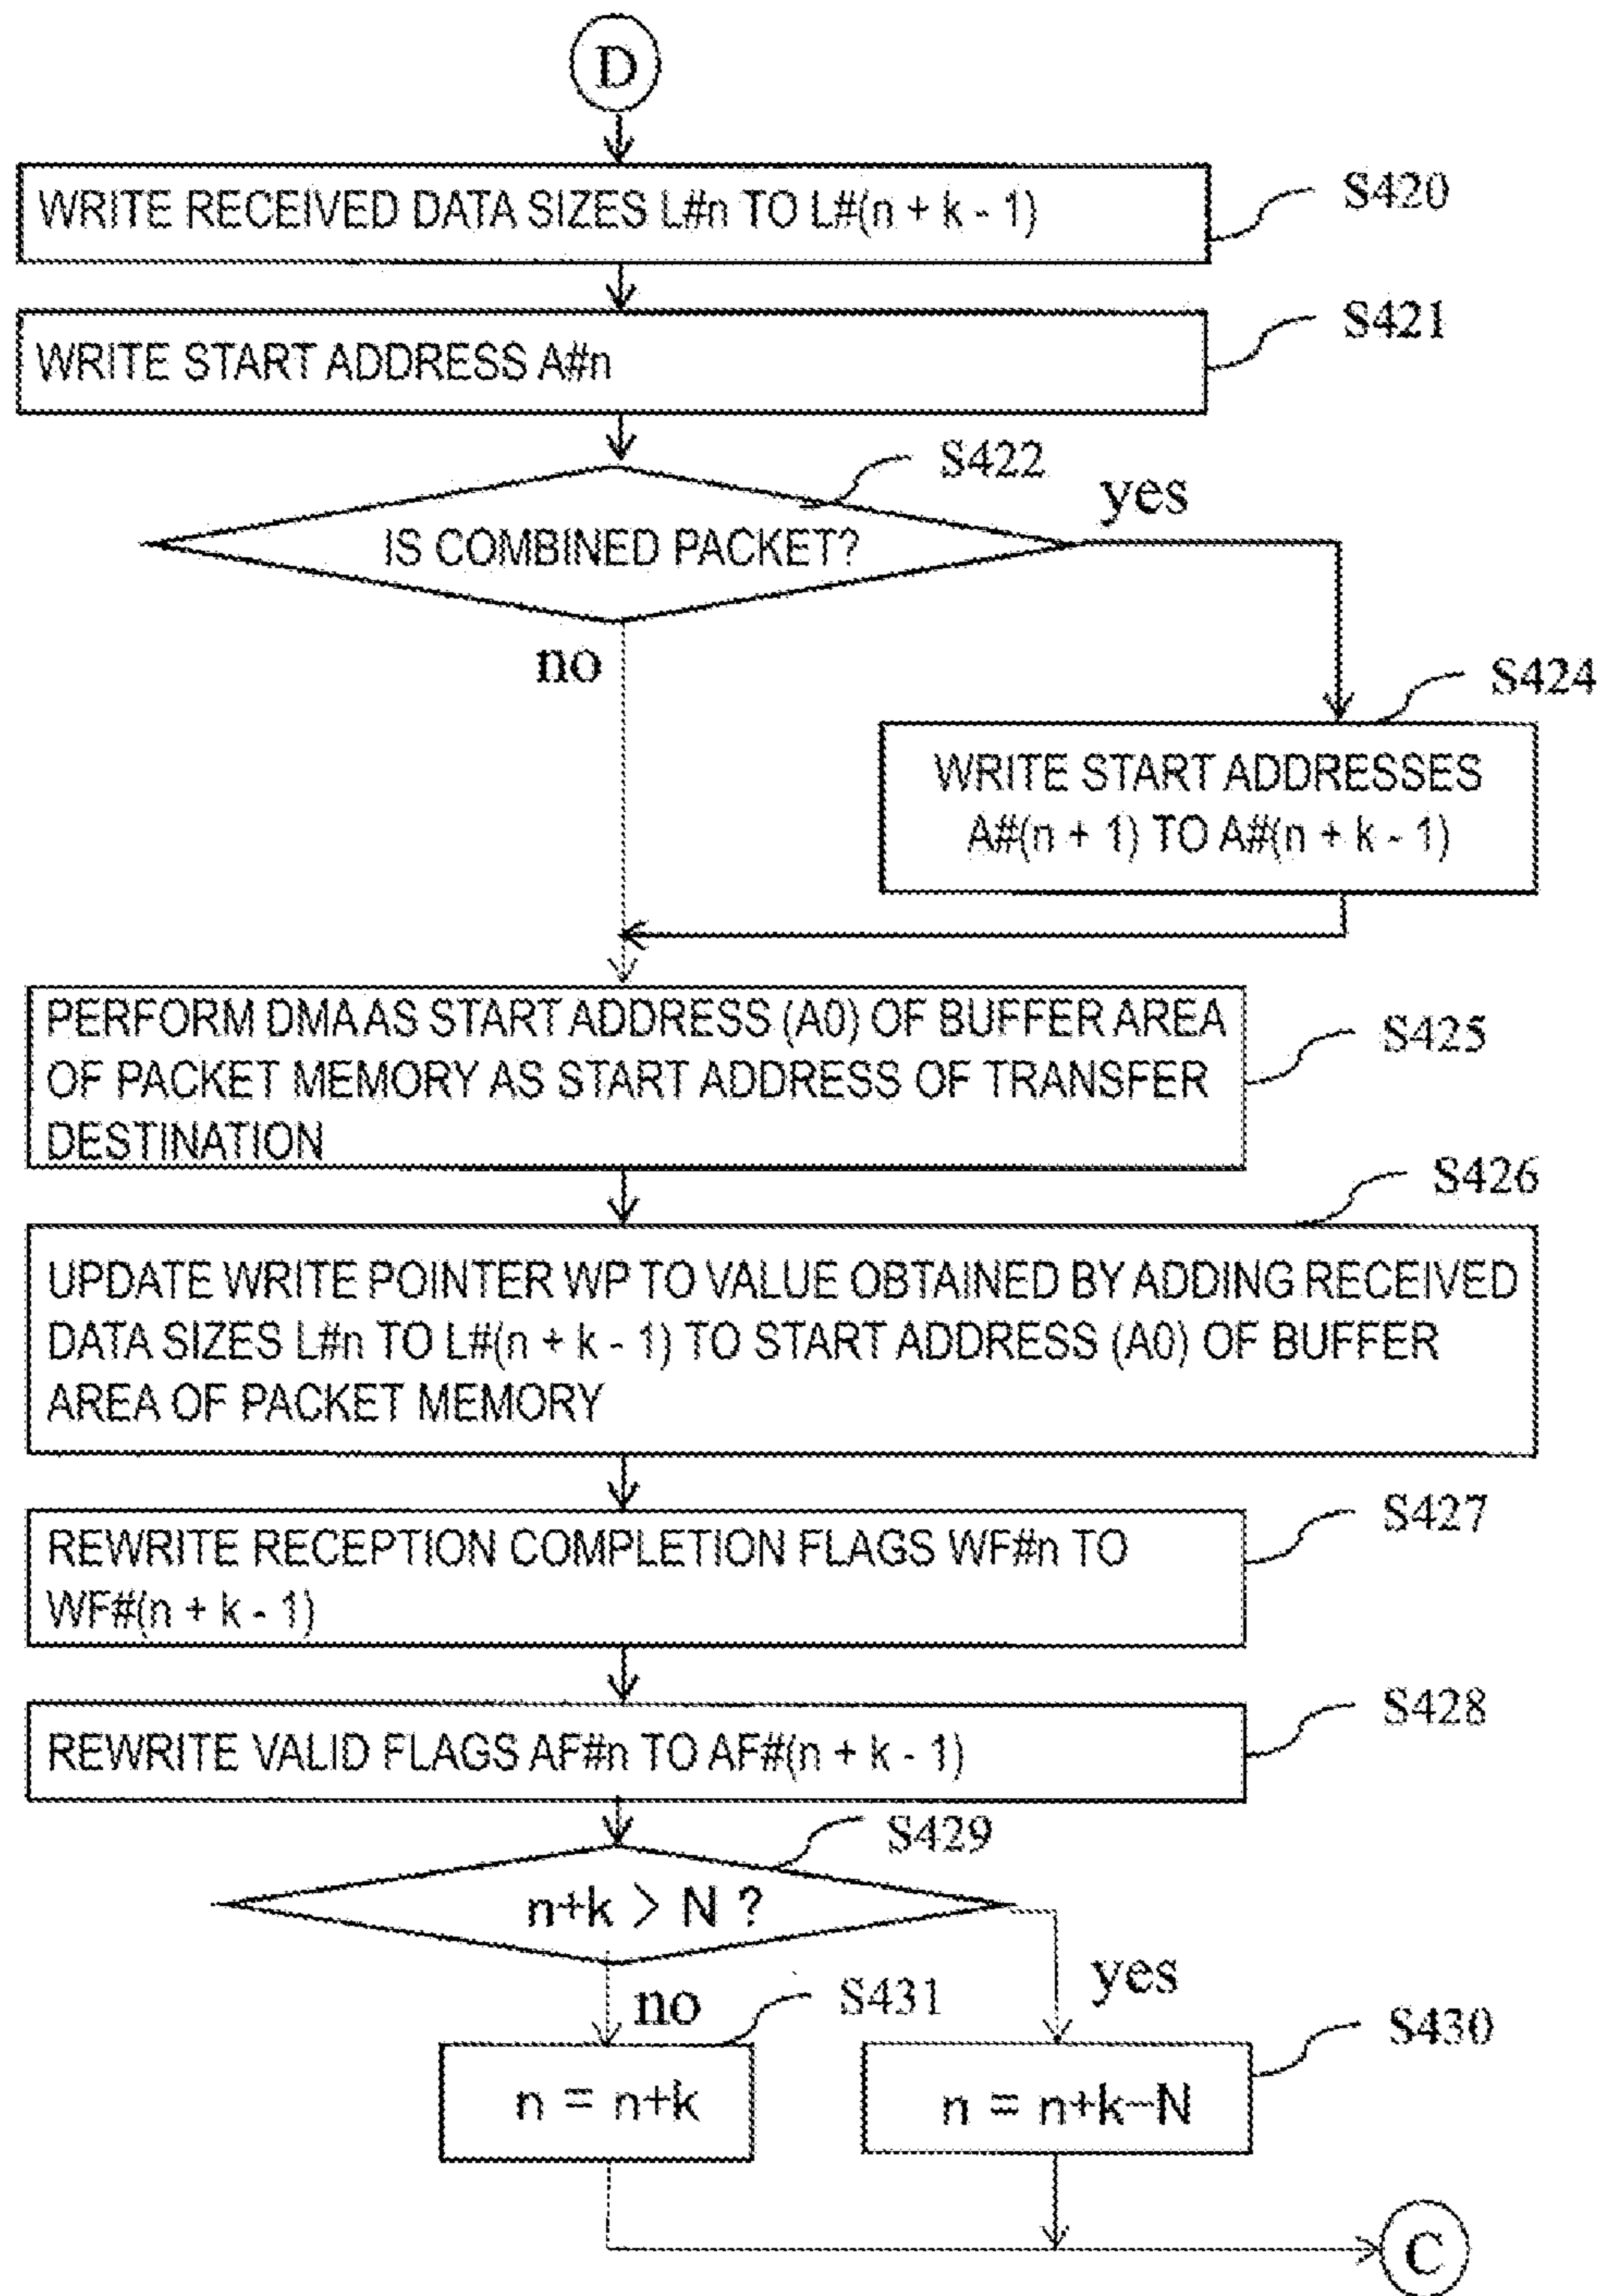 D
WRITE RECEIVED DATA SIZES L#n TO L#(n + k - 1)
S420
WRITE START ADDRESS A#n
S421
IS COMBINED PACKET?
S422
yes
no
S424
WRITE START ADDRESSES
A#(n + 1) TO A#(n + k - 1)
PERFORM DMA AS START ADDRESS (A0) OF BUFFER AREA
OF PACKET MEMORY AS START ADDRESS OF TRANSFER
DESTINATION
S425
S426
UPDATE WRITE POINTER WP TO VALUE OBTAINED BY ADDING RECEIVED
DATA SIZES L#n TO L#(n + k - 1) TO START ADDRESS (A0) OF BUFFER
AREA OF PACKET MEMORY
REWRITE RECEPTION COMPLETION FLAGS WF#n TO
WF#(n + k - 1)
S427
REWRITE VALID FLAGS AF#n TO AF#(n + k - 1)
S428
S429
n+k > N ?
no
S431
yes
S430
n = n+k
n = n+k-N
C